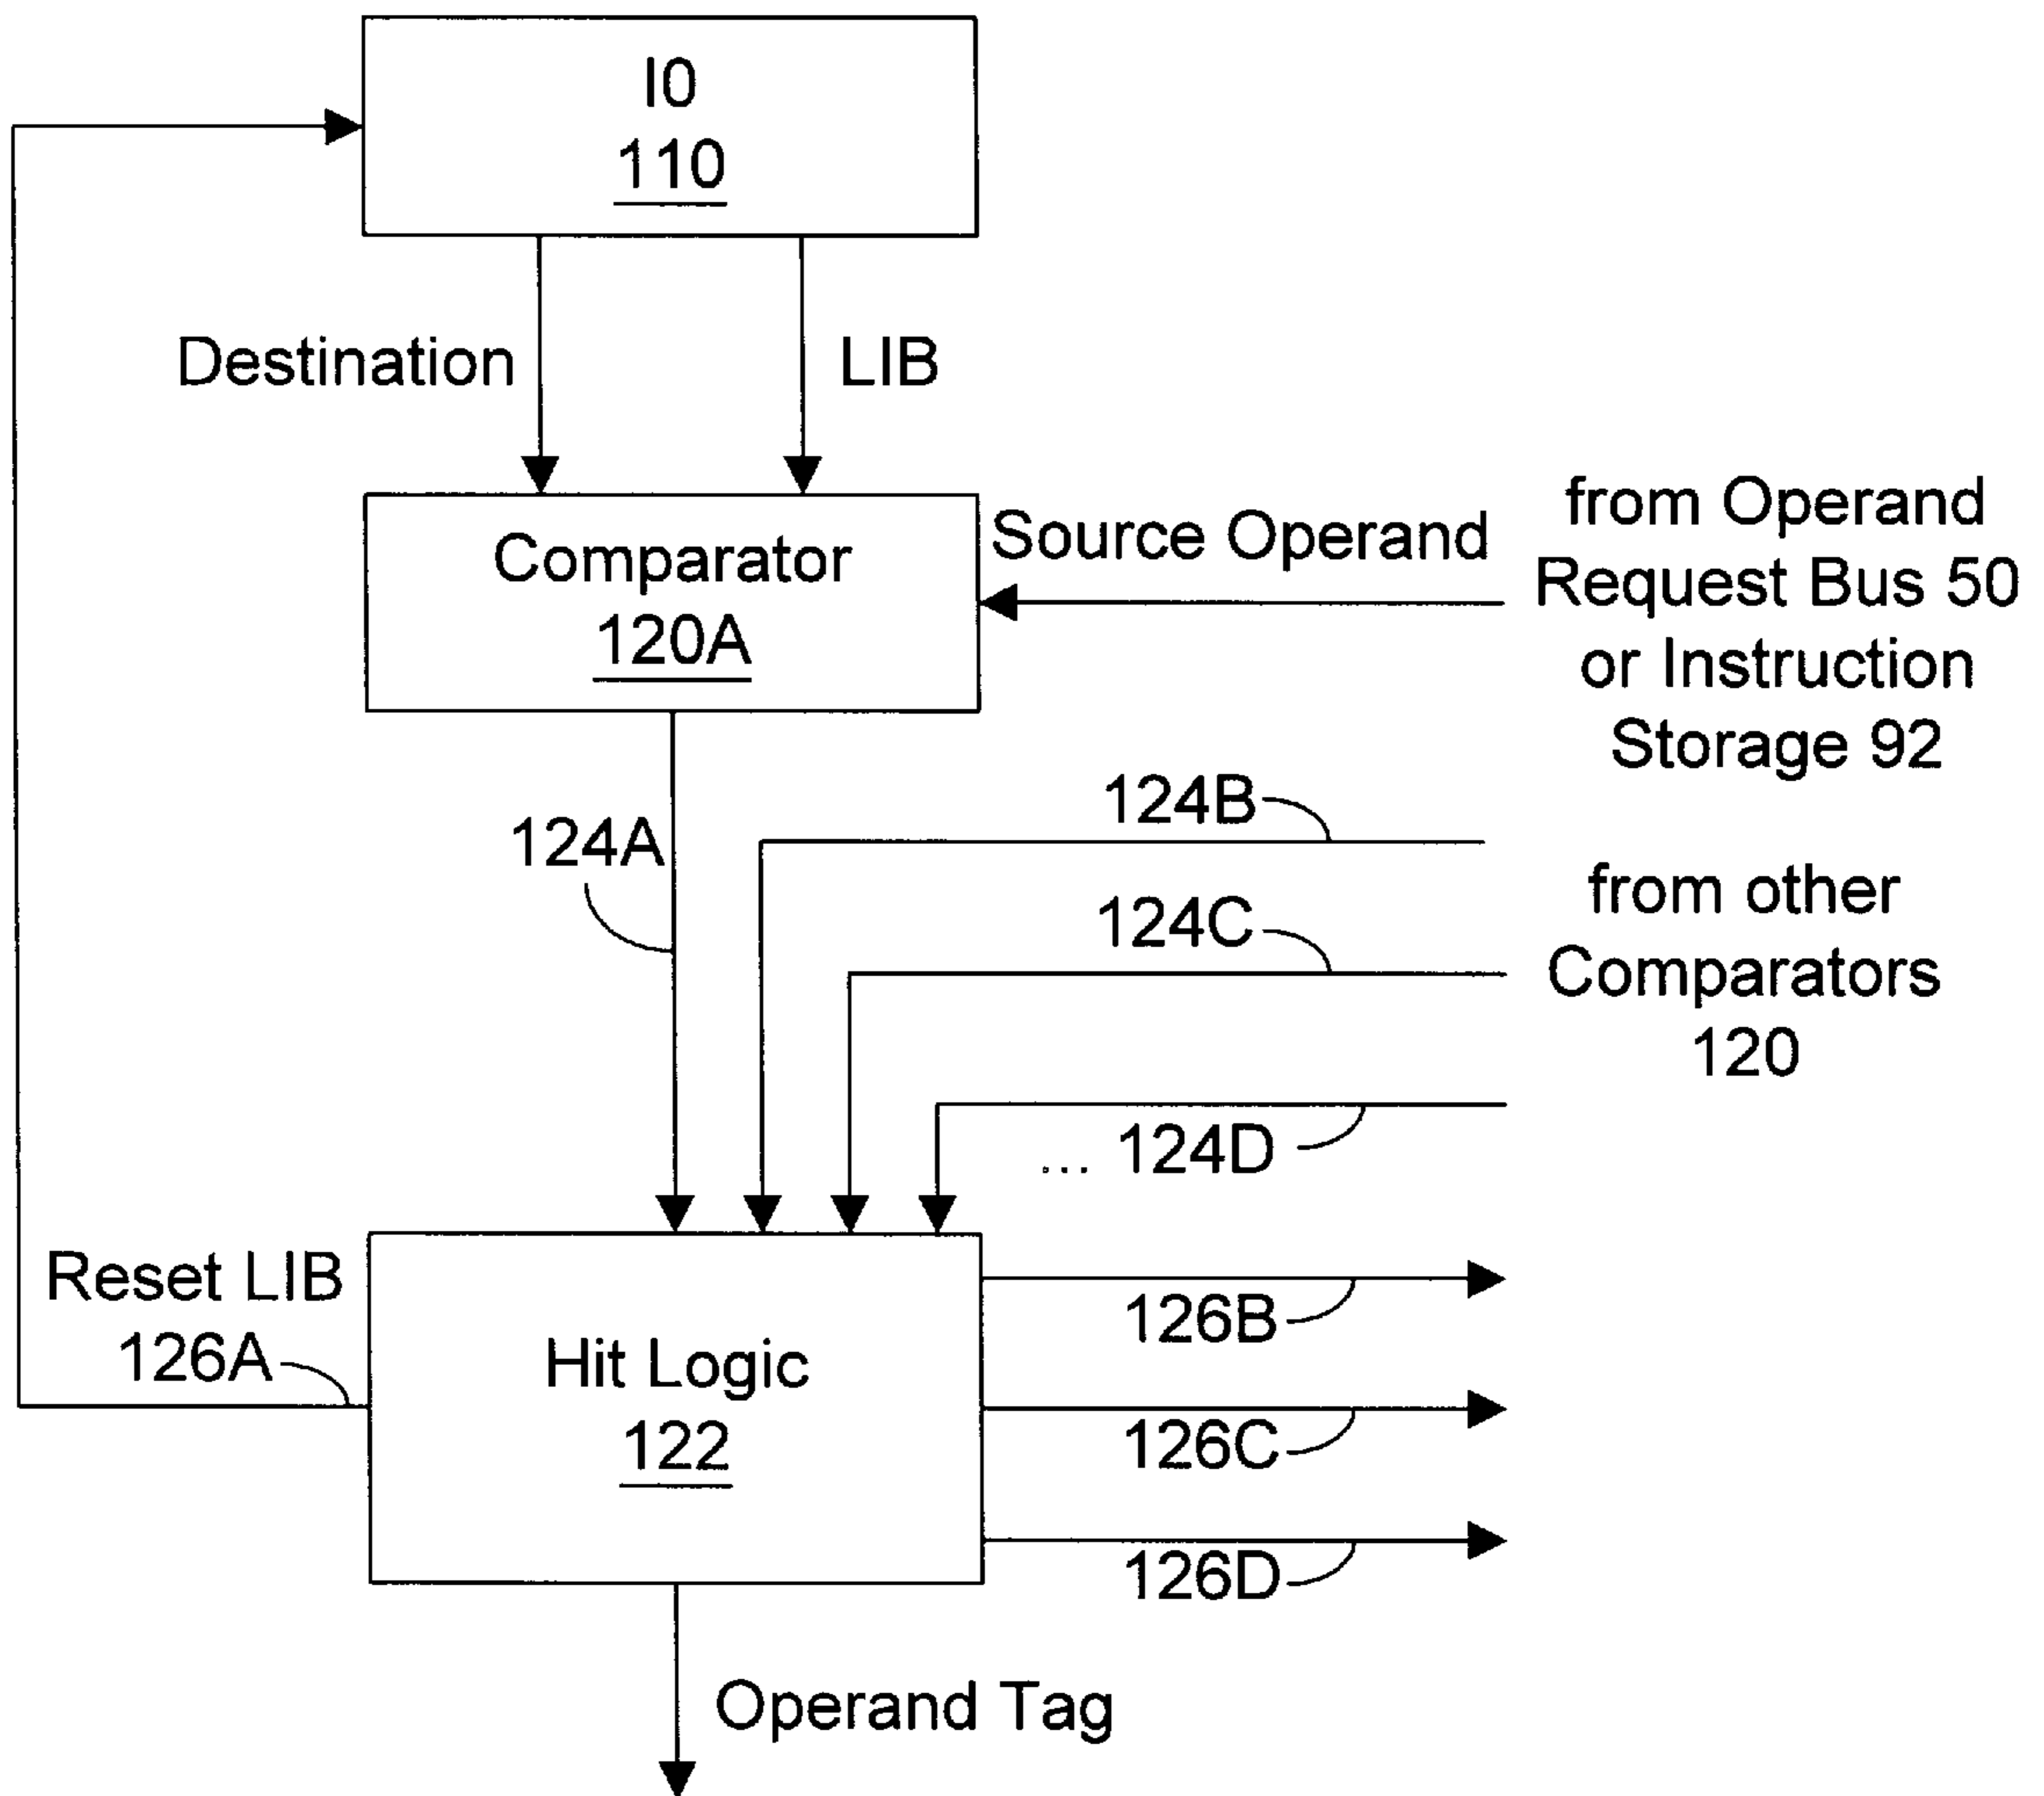 I0
110
Destination
LIB
Comparator
120A
Source Operand
from Operand
Request Bus 50
or Instruction
Storage 92
124A
124B
124C
... 124D
from other
Comparators
120
Reset LIB
126A
Hit Logic
122
126B
126C
126D
Operand Tag